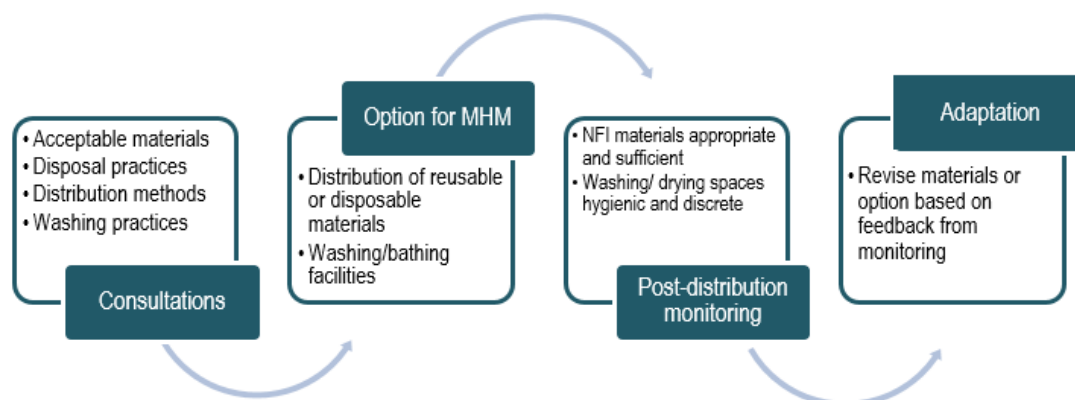 • Acceptable materials
• Disposal practices
• Distribution methods
• Washing practices
Consultations
Option for MHM
• Distribution of reusable
or disposable
materials
• Washing/bathing
facilities
• NFI materials appropriate
and sufficient
• Washing/ drying spaces
hygienic and discrete
Post-distribution
monitoring
Adaptation
• Revise materials or
option based on
feedback from
monitoring